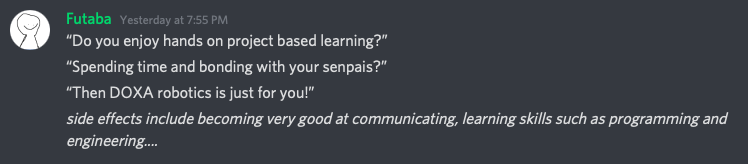 Futaba Yesterday at 7:55 PM
“Do you enjoy hands on project based learning?”
“Spending time and bonding with your senpais?”
“Then DOXA robotics is just for you!”
side effects include becoming very good at communicating, learning skills such as programming and
engineering....